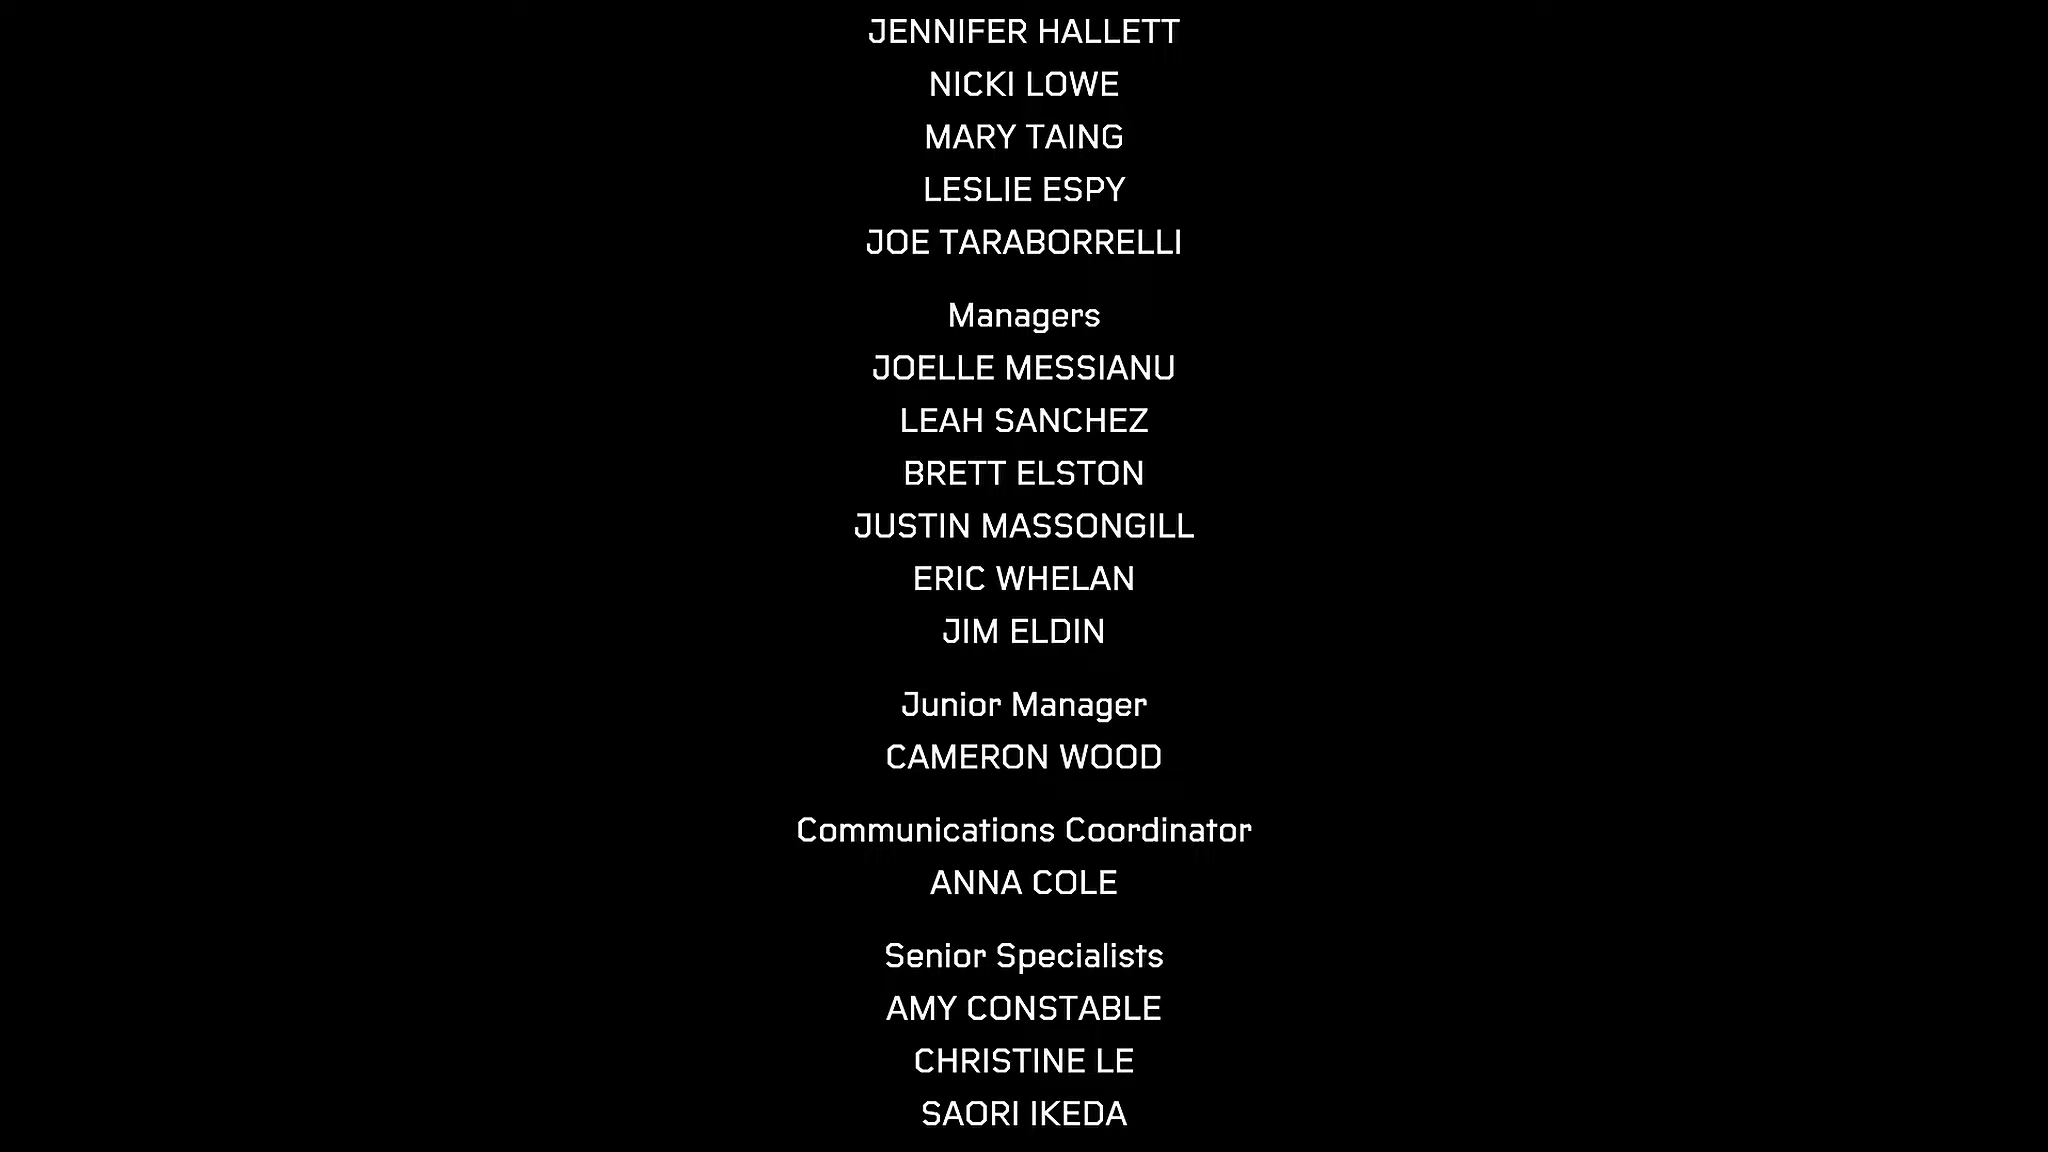 JENNIFER HALLETT
NICKI LOWE
MARY TAING
LESLIE ESPY
JOE TARABORRELLI
Managers
JOELLE MESSIANU
LEAH SANCHEZ
BRETT ELSTON
JUSTIN MASSONGILL
ERIC WHELAN
JIM ELDIN
Junior Manager
CAMERON WOOD
Communications Coordinator
ANNA COLE
Senior Specialists
AMY CONSTABLE
CHRISTINE LE
SAORI IKEDA